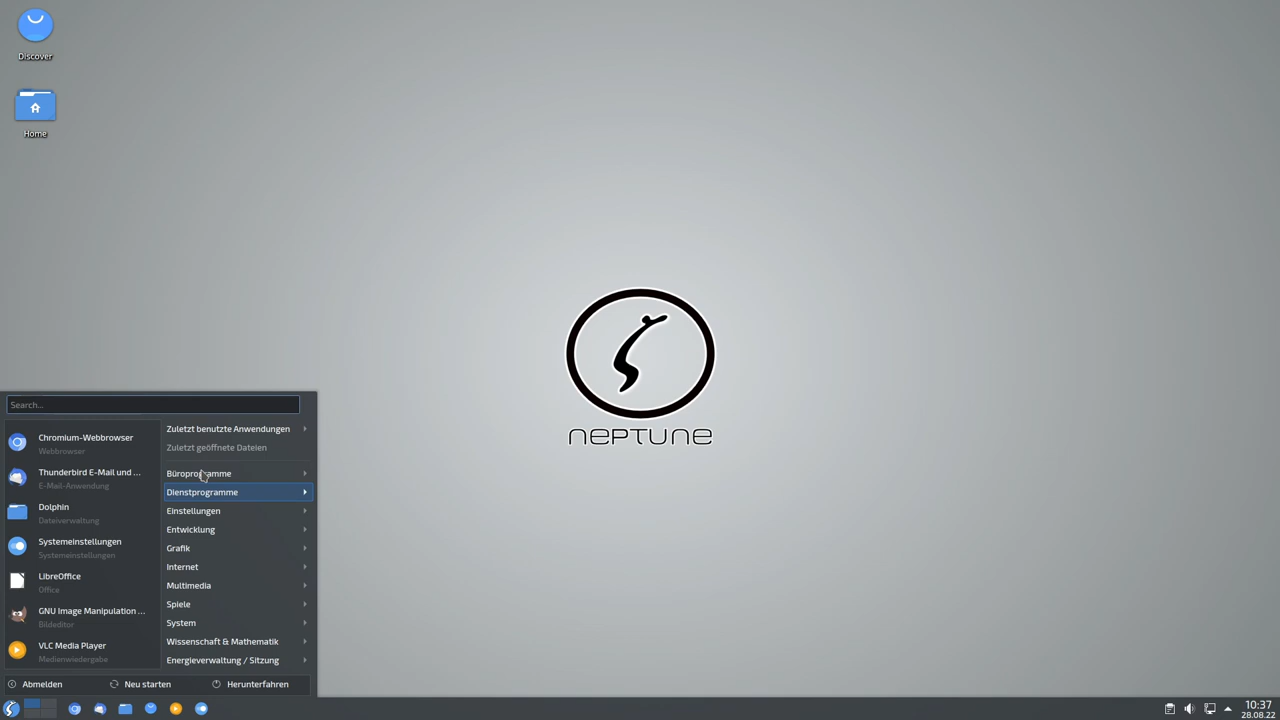 Discover
Home
NEPTUNE
Search...
Chromium-Webbrowser
Webbrowser
Thunderbird E-Mail und ...
E-Mail-Anwendung
Dolphin
Dateiverwaltung
Systemeinstellungen
Systemeinstellungen
LibreOffice
Office
GNU Image Manipulation ...
Bildeditor
VLC Media Player
Medienwiedergabe
Zuletzt benutzte Anwendungen
Zuletzt geöffnete Dateien
Büroprogramme
Dienstprogramme
Einstellungen
Entwicklung
Grafik
Internet
Multimedia
Spiele
System
Wissenschaft & Mathematik
Energieverwaltung / Sitzung
Abmelden
Neu starten
Herunterfahren
10:37
28.08.22